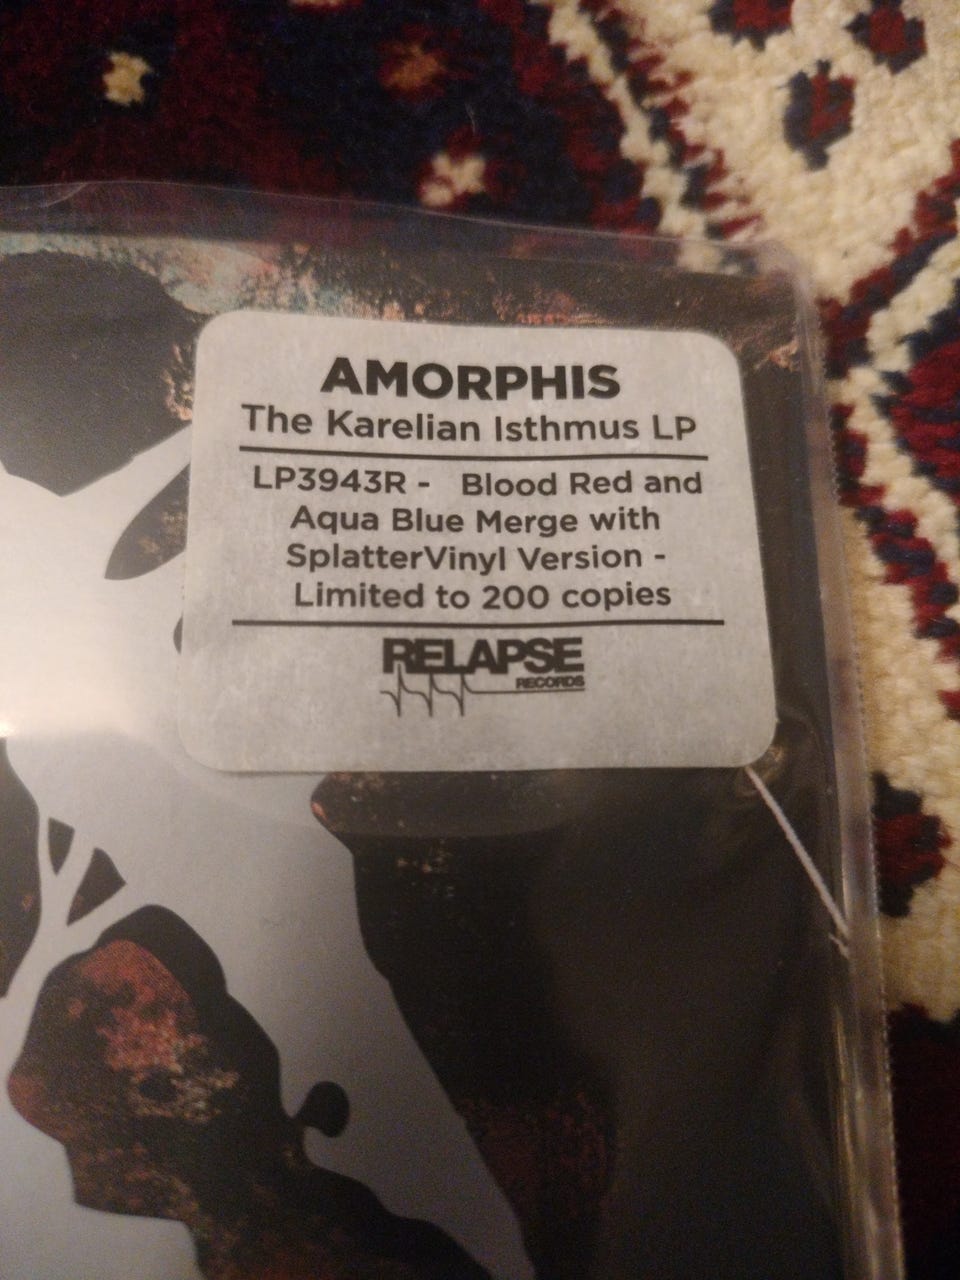 AMORPHIS
The Karelian Isthmus LP
LP3943R - Blood Red and
Aqua Blue Merge with
SplatterVinyl Version -
Limited to 200 copies
RELAPSE
RECORDS